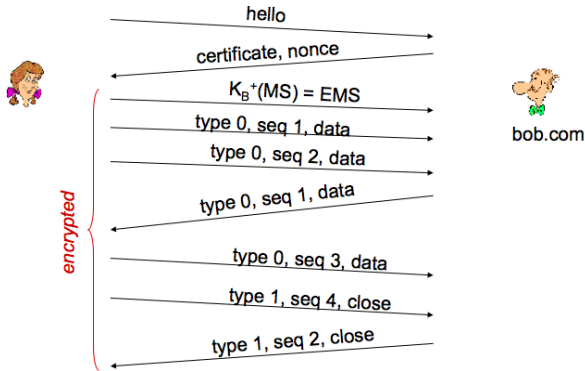 hello
certificate, nonce
K_B⁺(MS) = EMS
type 0, seq 1, data
bob.com
type 0, seq 2, data
type 0, seq 1, data
encrypted
type 0, seq 3, data
type 1, seq 4, close
type 1, seq 2, close